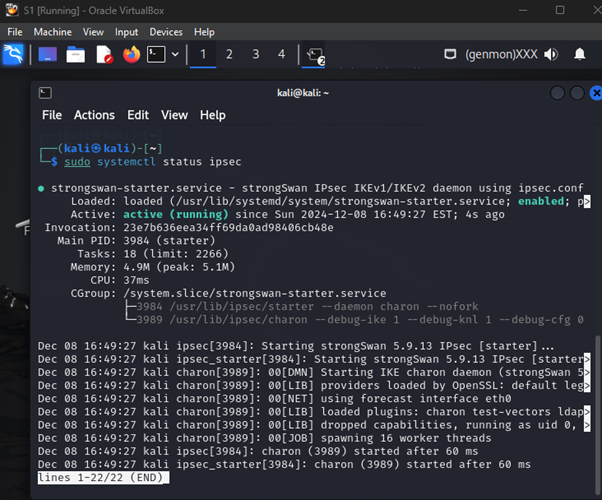 S1 [Running] - Oracle VirtualBox
File Machine View Input Devices Help
1 2 3 4 2 (genmon)XXX
kali@kali: ~
File Actions Edit View Help
(kali㉿kali)-[~]
$ sudo systemctl status ipsec
● strongswan-starter.service - strongSwan IPsec IKEv1/IKEv2 daemon using ipsec.conf
Loaded: loaded (/usr/lib/systemd/system/strongswan-starter.service; enabled; p>
Active: active (running) since Sun 2024-12-08 16:49:27 EST; 4s ago
Invocation: 23e7b636eea34ff69da0ad98406cb48e
Main PID: 3984 (starter)
Tasks: 18 (limit: 2266)
Memory: 4.9M (peak: 5.1M)
CPU: 37ms
CGroup: /system.slice/strongswan-starter.service
├─3984 /usr/lib/ipsec/starter --daemon charon --nofork
└─3989 /usr/lib/ipsec/charon --debug-ike 1 --debug-knl 1 --debug-cfg 0
Dec 08 16:49:27 kali ipsec[3984]: Starting strongSwan 5.9.13 IPsec [starter]...
Dec 08 16:49:27 kali ipsec_starter[3984]: Starting strongSwan 5.9.13 IPsec [starter>
Dec 08 16:49:27 kali charon[3989]: 00[DMN] Starting IKE charon daemon (strongSwan 5>
Dec 08 16:49:27 kali charon[3989]: 00[LIB] providers loaded by OpenSSL: default leg>
Dec 08 16:49:27 kali charon[3989]: 00[NET] using forecast interface eth0
Dec 08 16:49:27 kali charon[3989]: 00[LIB] loaded plugins: charon test-vectors ldap>
Dec 08 16:49:27 kali charon[3989]: 00[LIB] dropped capabilities, running as uid 0, >
Dec 08 16:49:27 kali charon[3989]: 00[JOB] spawning 16 worker threads
Dec 08 16:49:27 kali ipsec[3984]: charon (3989) started after 60 ms
Dec 08 16:49:27 kali ipsec_starter[3984]: charon (3989) started after 60 ms
lines 1-22/22 (END)